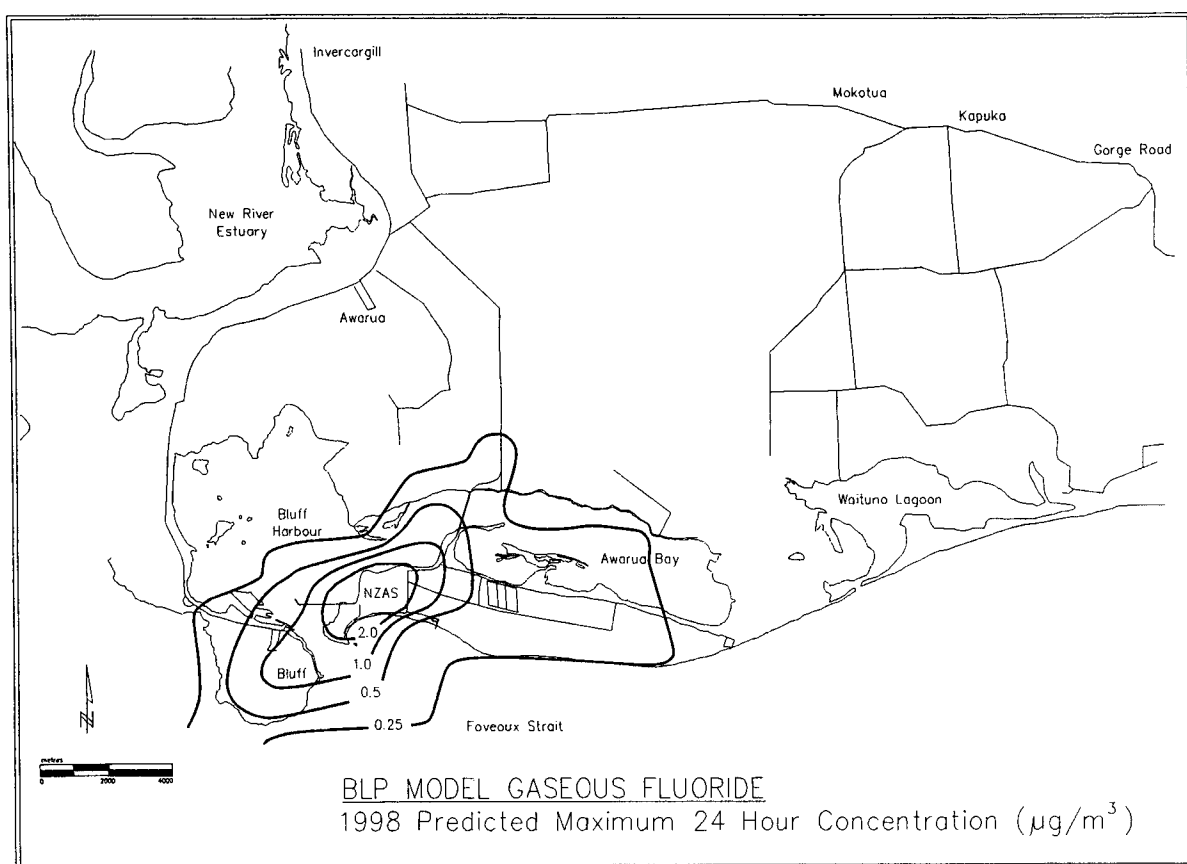 Invercargill
Mokotua
Kapuka
Gorge Road
New River
Estuary
Awarua
Waituno Lagoon
Bluff
Harbour
Awarua Bay
NZAS
2.0
1.0
Bluff
0.5
0.25
Foveoux Strait
N
metres
0 2000 4000
BLP MODEL GASEOUS FLUORIDE
1998 Predicted Maximum 24 Hour Concentration (μg/m³)